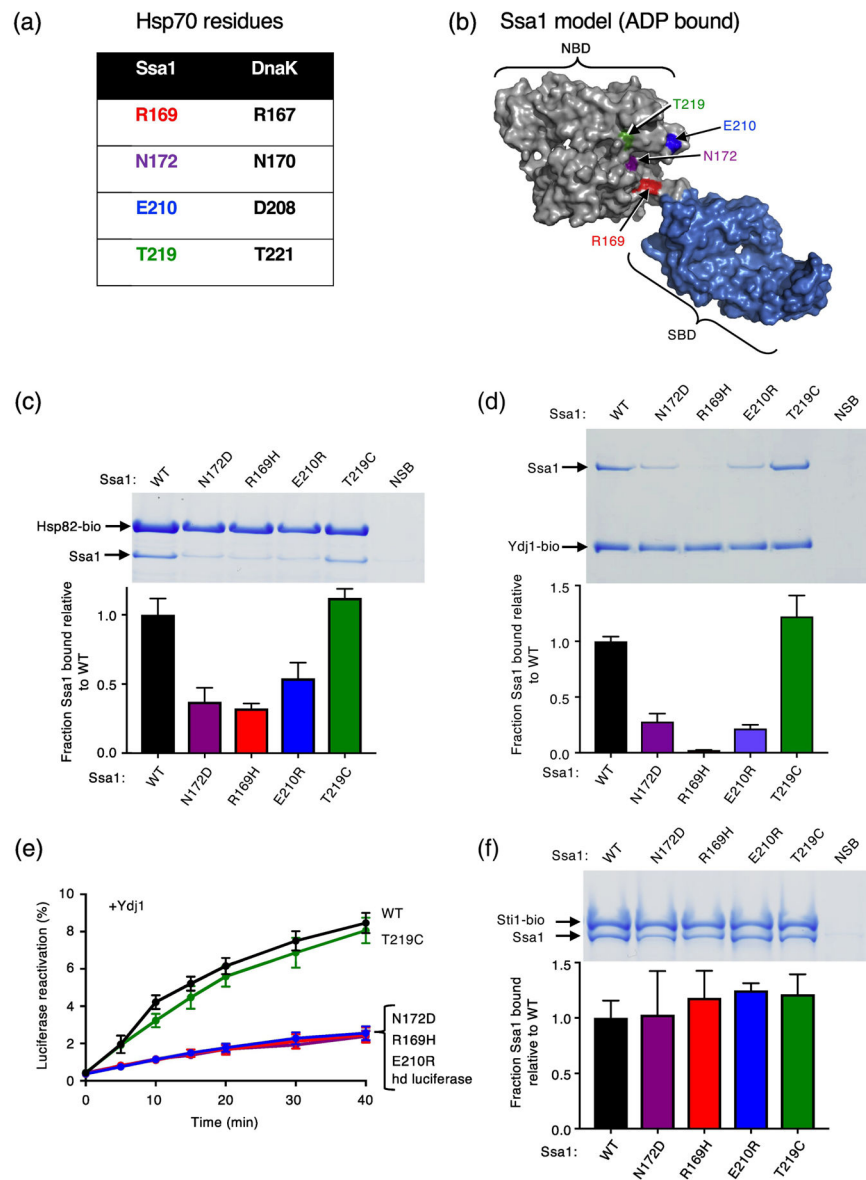 (a) Hsp70 residues
Ssa1 DnaK
R169 R167
N172 N170
E210 D208
T219 T221
(b) Ssa1 model (ADP bound)
NBD
T219
E210
N172
R169
SBD
(c)
Ssa1: WT N172D R169H E210R T219C NSB
Hsp82-bio
Ssa1
Fraction Ssa1 bound relative
to WT
1.0
0.5
0.0
Ssa1: WT N172D R169H E210R T219C
(d)
Ssa1: WT N172D R169H E210R T219C NSB
Ssa1
Ydj1-bio
Fraction Ssa1 bound relative
to WT
1.5
1.0
0.5
0.0
Ssa1: WT N172D R169H E210R T219C
(e)
+Ydj1
Luciferase reactivation (%)
10
8
6
4
2
0
0 10 20 30 40
Time (min)
WT
T219C
N172D
R169H
E210R
hd luciferase
(f)
Ssa1: WT N172D R169H E210R T219C NSB
Sti1-bio
Ssa1
Fraction Ssa1 bound
relative to WT
1.5
1.0
0.5
0.0
Ssa1: WT N172D R169H E210R T219C